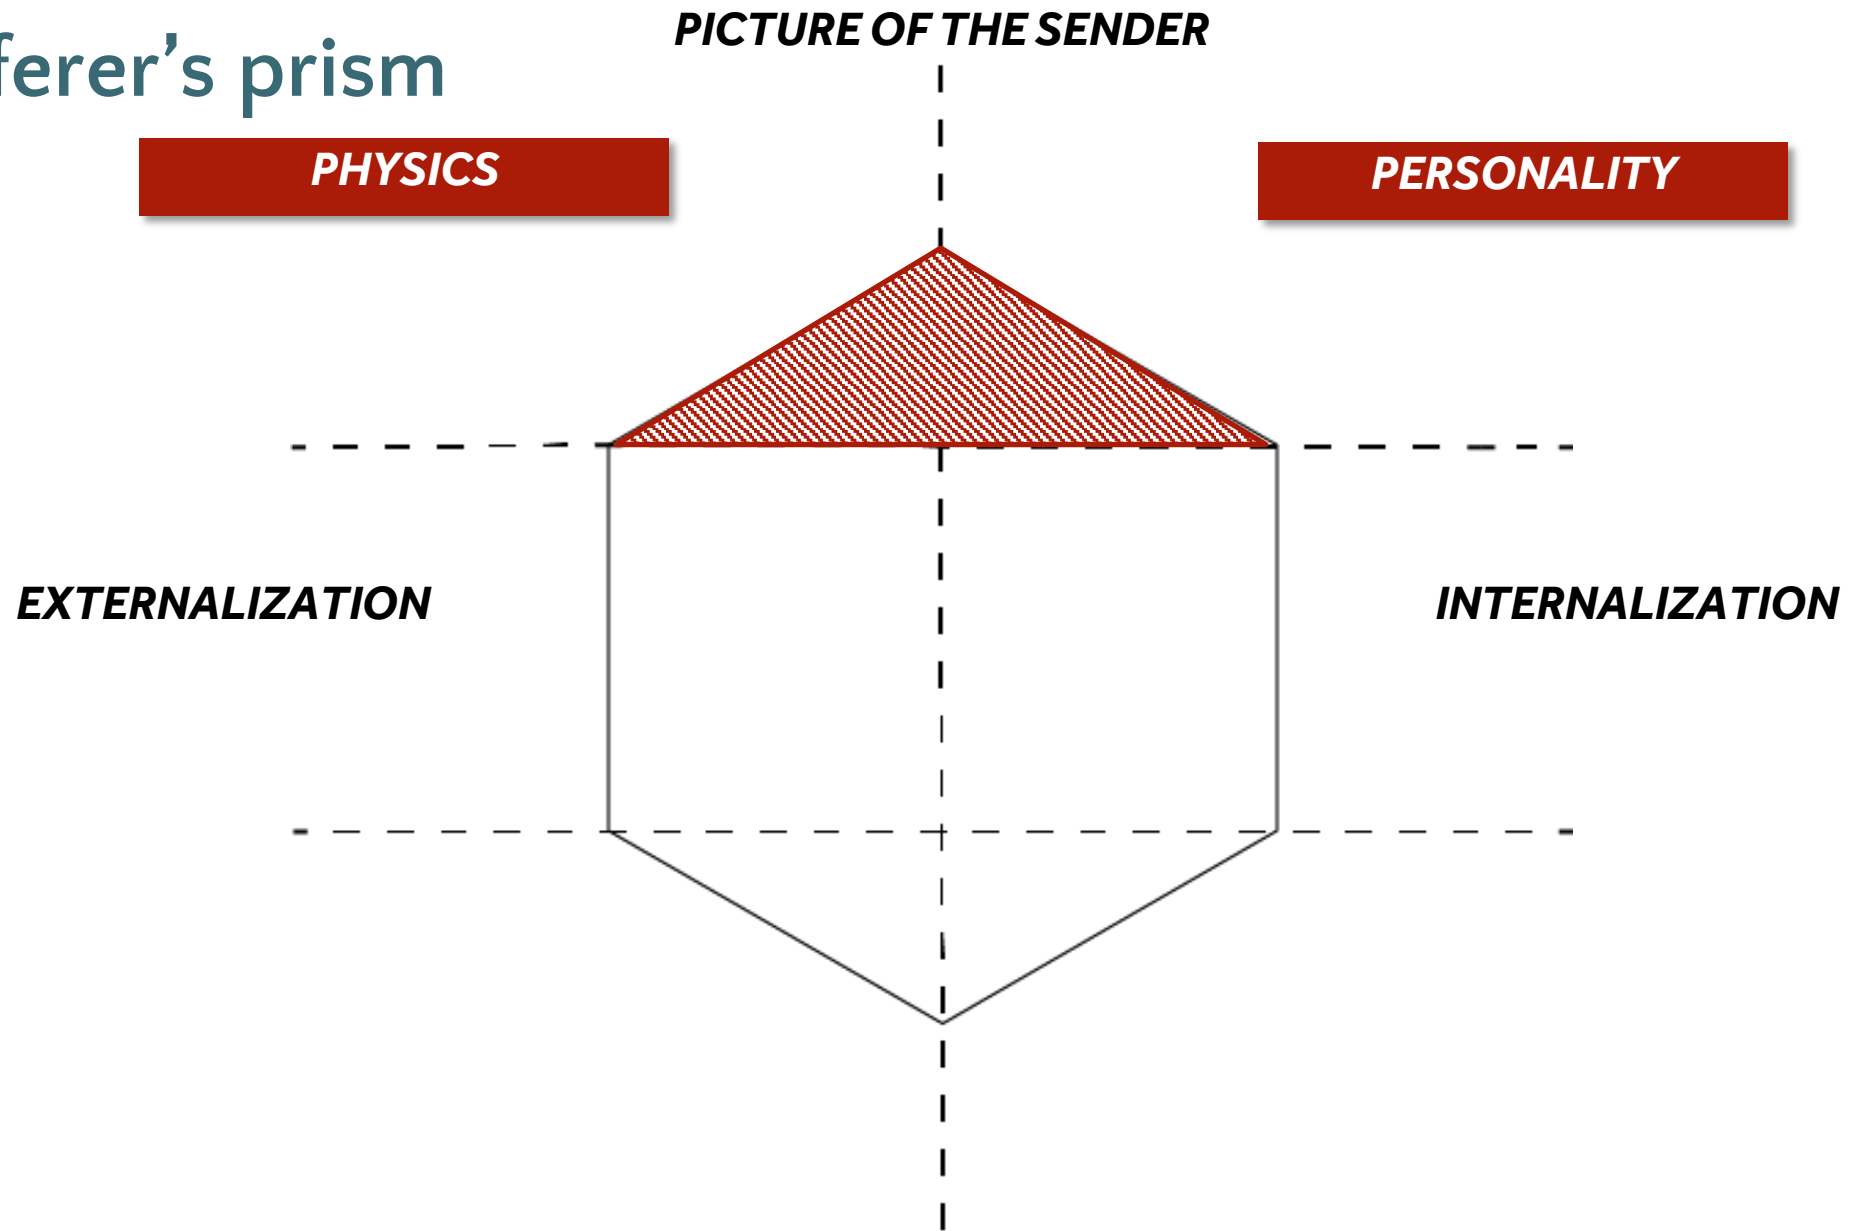 PICTURE OF THE SENDER
ferer's prism
PHYSICS
PERSONALITY
EXTERNALIZATION
INTERNALIZATION